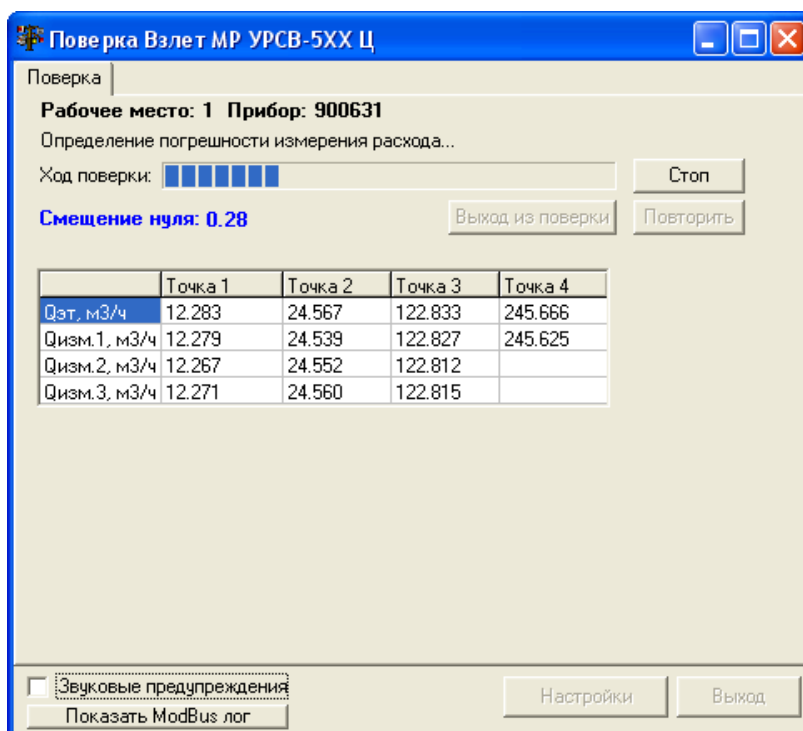 Поверка Взлет МР УРСВ-5ХХ Ц
Поверка
Рабочее место: 1 Прибор: 900631
Определение погрешности измерения расхода...
Ход поверки: Стоп
Смещение нуля: 0.28 Выход из поверки Повторить
Точка 1 Точка 2 Точка 3 Точка 4
Qэт, м3/ч 12.283 24.567 122.833 245.666
Qизм.1, м3/ч 12.279 24.539 122.827 245.625
Qизм.2, м3/ч 12.267 24.552 122.812
Qизм.3, м3/ч 12.271 24.560 122.815
Звуковые предупреждения
Настройки Выход
Показать ModBus лог